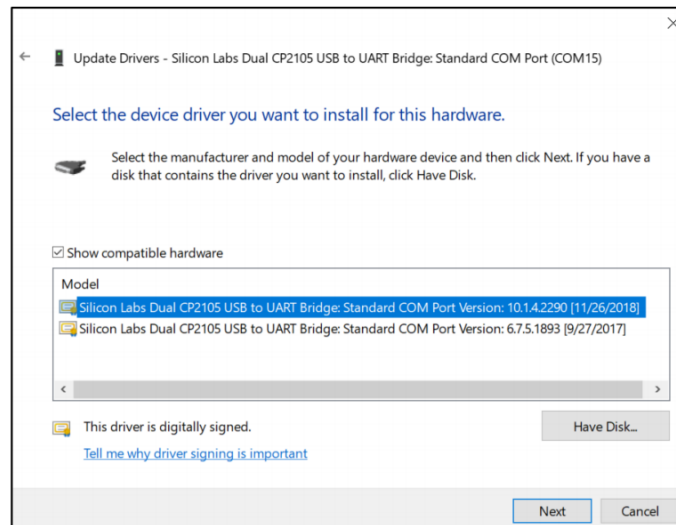 Update Drivers - Silicon Labs Dual CP2105 USB to UART Bridge: Standard COM Port (COM15)
Select the device driver you want to install for this hardware.
Select the manufacturer and model of your hardware device and then click Next. If you have a
disk that contains the driver you want to install, click Have Disk.
Show compatible hardware
Model
Silicon Labs Dual CP2105 USB to UART Bridge: Standard COM Port Version: 10.1.4.2290 [11/26/2018]
Silicon Labs Dual CP2105 USB to UART Bridge: Standard COM Port Version: 6.7.5.1893 [9/27/2017]
This driver is digitally signed.
Have Disk...
Tell me why driver signing is important
Next
Cancel